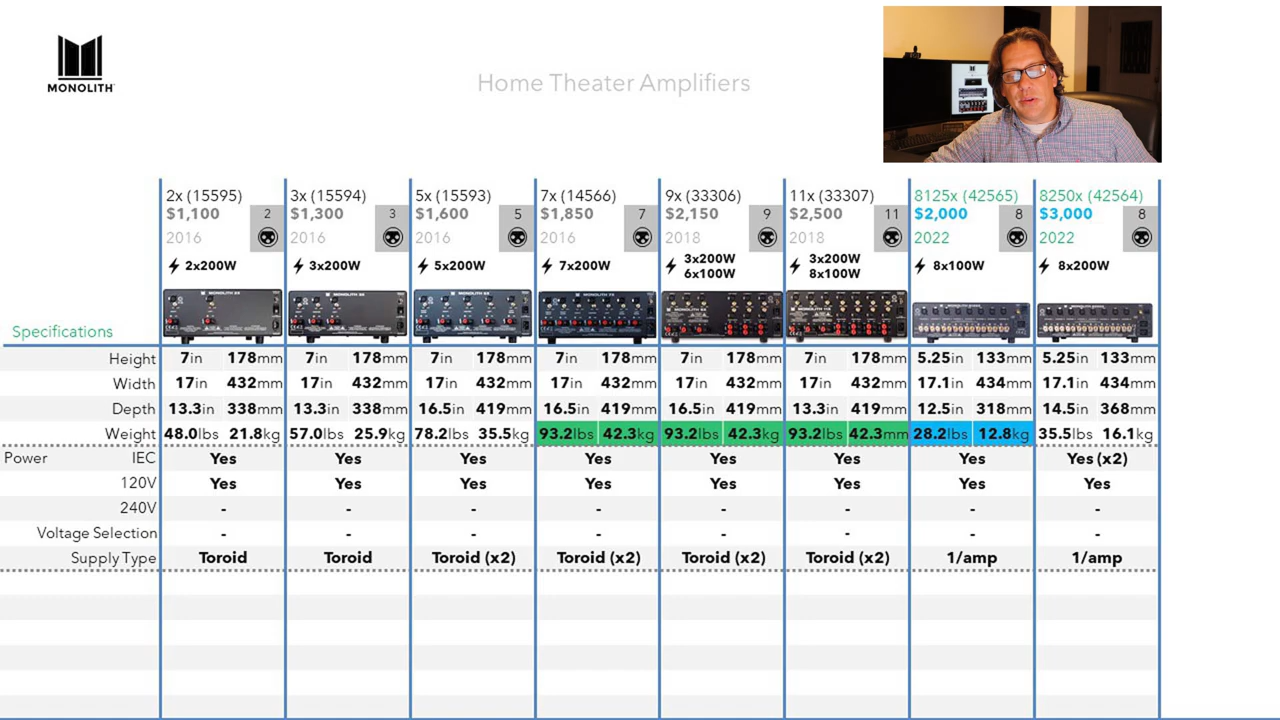 MONOLITH
Home Theater Amplifiers
2x (15595) 3x (15594) 5x (15593) 7x (14566) 9x (33306) 11x (33307) 8125x (42565) 8250x (42564)
$1,100 2 $1,300 3 $1,600 5 $1,850 7 $2,150 9 $2,500 11 $2,000 8 $3,000 8
2016 2016 2016 2016 2018 2018 2022 2022
2x200W 3x200W 5x200W 7x200W 3x200W 6x100W 3x200W 8x100W 8x100W 8x200W
Specifications
Height 7in 178mm 7in 178mm 7in 178mm 7in 178mm 7in 178mm 7in 178mm 5.25in 133mm 5.25in 133mm
Width 17in 432mm 17in 432mm 17in 432mm 17in 432mm 17in 432mm 17in 432mm 17.1in 434mm 17.1in 434mm
Depth 13.3in 338mm 13.3in 338mm 16.5in 419mm 16.5in 419mm 16.5in 419mm 13.3in 419mm 12.5in 318mm 14.5in 368mm
Weight 48.0lbs 21.8kg 57.0lbs 25.9kg 78.2lbs 35.5kg 93.2lbs 42.3kg 93.2lbs 42.3kg 93.2lbs 42.3mm 28.2lbs 12.8kg 35.5lbs 16.1kg
Power IEC Yes Yes Yes Yes Yes Yes Yes Yes (x2)
120V Yes Yes Yes Yes Yes Yes Yes Yes
240V - - - - - - - -
Voltage Selection - - - - - - - -
Supply Type Toroid Toroid Toroid (x2) Toroid (x2) Toroid (x2) Toroid (x2) 1/amp 1/amp